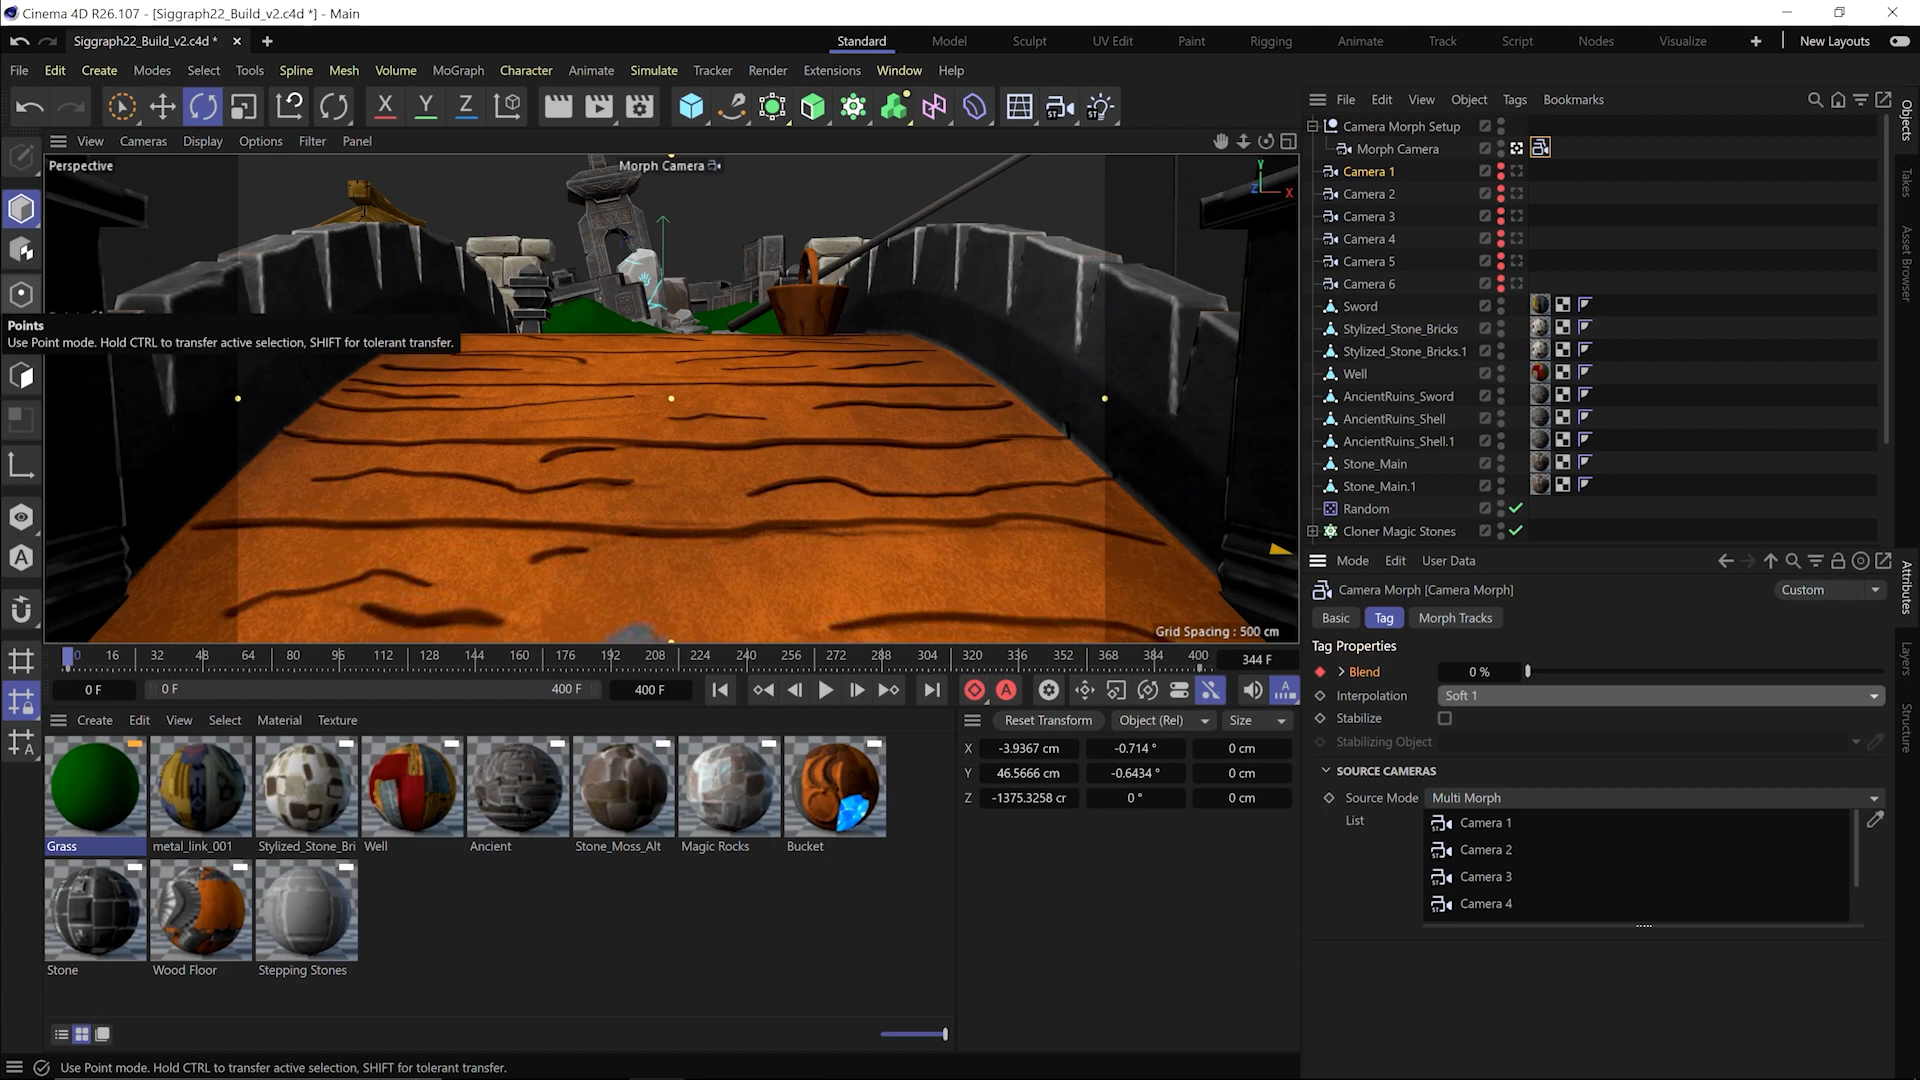 Cinema 4D R26.107 - [Siggraph22_Build_v2.c4d *] - Main
Siggraph22_Build_v2.c4d *
Standard Model Sculpt UV Edit Paint Rigging Animate Track Script Nodes Visualize New Layouts
File Edit Create Modes Select Tools Spline Mesh Volume MoGraph Character Animate Simulate Tracker Render Extensions Window Help
X Y Z
View Cameras Display Options Filter Panel
Perspective
Morph Camera
Y
Z X
Points
Use Point mode. Hold CTRL to transfer active selection, SHIFT for tolerant transfer.
Grid Spacing : 500 cm
0 16 32 48 64 80 96 112 128 144 160 176 192 208 224 240 256 272 288 304 320 336 352 368 384 400 344 F
0 F 0 F 400 F 400 F
Create Edit View Select Material Texture
Grass metal_link_001 Stylized_Stone_Bri Well Ancient Stone_Moss_Alt Magic Rocks Bucket
Stone Wood Floor Stepping Stones
Reset Transform Object (Rel) Size
X -3.9367 cm -0.714 ° 0 cm
Y 46.5666 cm -0.6434 ° 0 cm
Z -1375.3258 cr 0 ° 0 cm
Use Point mode. Hold CTRL to transfer active selection, SHIFT for tolerant transfer.
File Edit View Object Tags Bookmarks
Camera Morph Setup
Morph Camera
Camera 1
Camera 2
Camera 3
Camera 4
Camera 5
Camera 6
Sword
Stylized_Stone_Bricks
Stylized_Stone_Bricks.1
Well
AncientRuins_Sword
AncientRuins_Shell
AncientRuins_Shell.1
Stone_Main
Stone_Main.1
Random
Cloner Magic Stones
Mode Edit User Data
Camera Morph [Camera Morph] Custom
Basic Tag Morph Tracks
Tag Properties
Blend 0 %
Interpolation Soft 1
Stabilize
Stabilizing Object
SOURCE CAMERAS
Source Mode Multi Morph
List
Camera 1
Camera 2
Camera 3
Camera 4
Objects
Takes
Asset Browser
Attributes
Layers
Structure